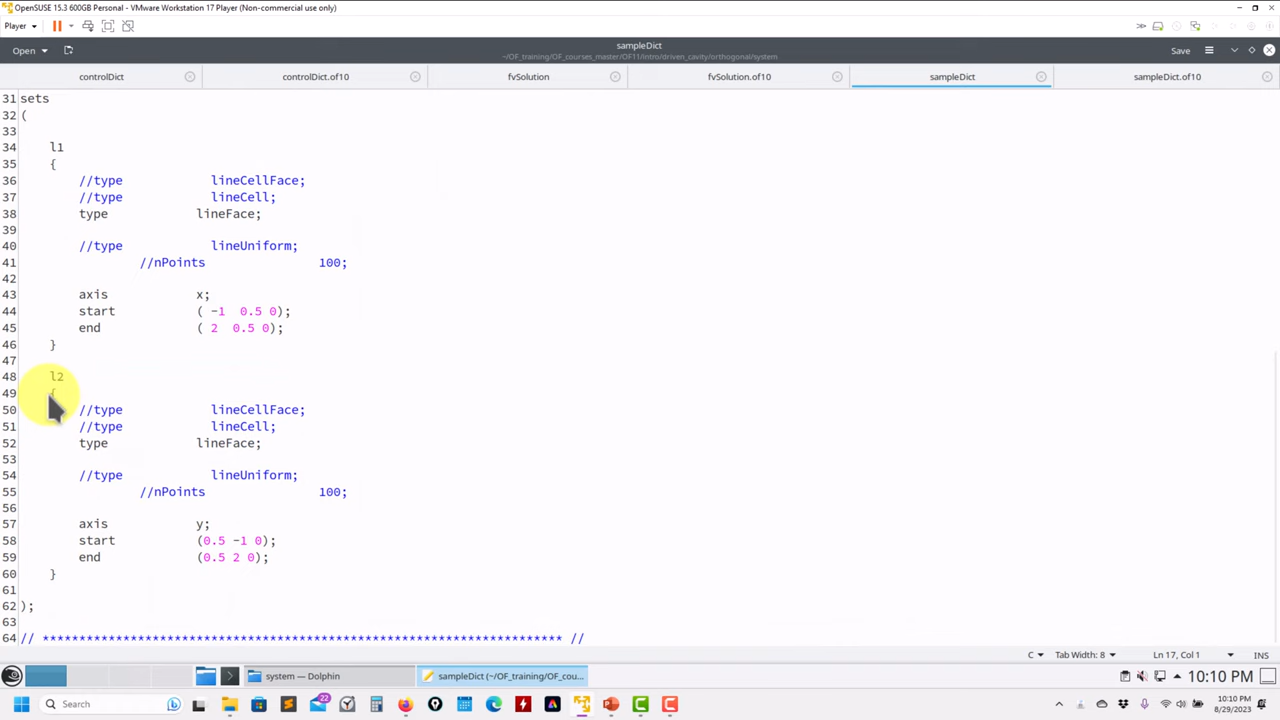 OpenSUSE 15.3 600GB Personal - VMware Workstation 17 Player (Non-commercial use only)
Player
Open
sampleDict
~/OF_training/OF_courses_master/OF11/intro/driven_cavity/orthogonal/system
Save
controlDict
controlDict.of10
fvSolution
fvSolution.of10
sampleDict
sampleDict.of10
31 sets
32 (
33
34 l1
35 {
36 //type lineCellFace;
37 //type lineCell;
38 type lineFace;
39
40 //type lineUniform;
41 //nPoints 100;
42
43 axis x;
44 start ( -1 0.5 0);
45 end ( 2 0.5 0);
46 }
47
48 l2
49 {
50 //type lineCellFace;
51 //type lineCell;
52 type lineFace;
53
54 //type lineUniform;
55 //nPoints 100;
56
57 axis y;
58 start (0.5 -1 0);
59 end (0.5 2 0);
60 }
61
62 );
63
64 // *********************************************************************** //
C Tab Width: 8 Ln 17, Col 1 INS
system — Dolphin
sampleDict (~/OF_training/OF_cou...
10:10 PM
Search
22
10:10 PM
8/29/2023